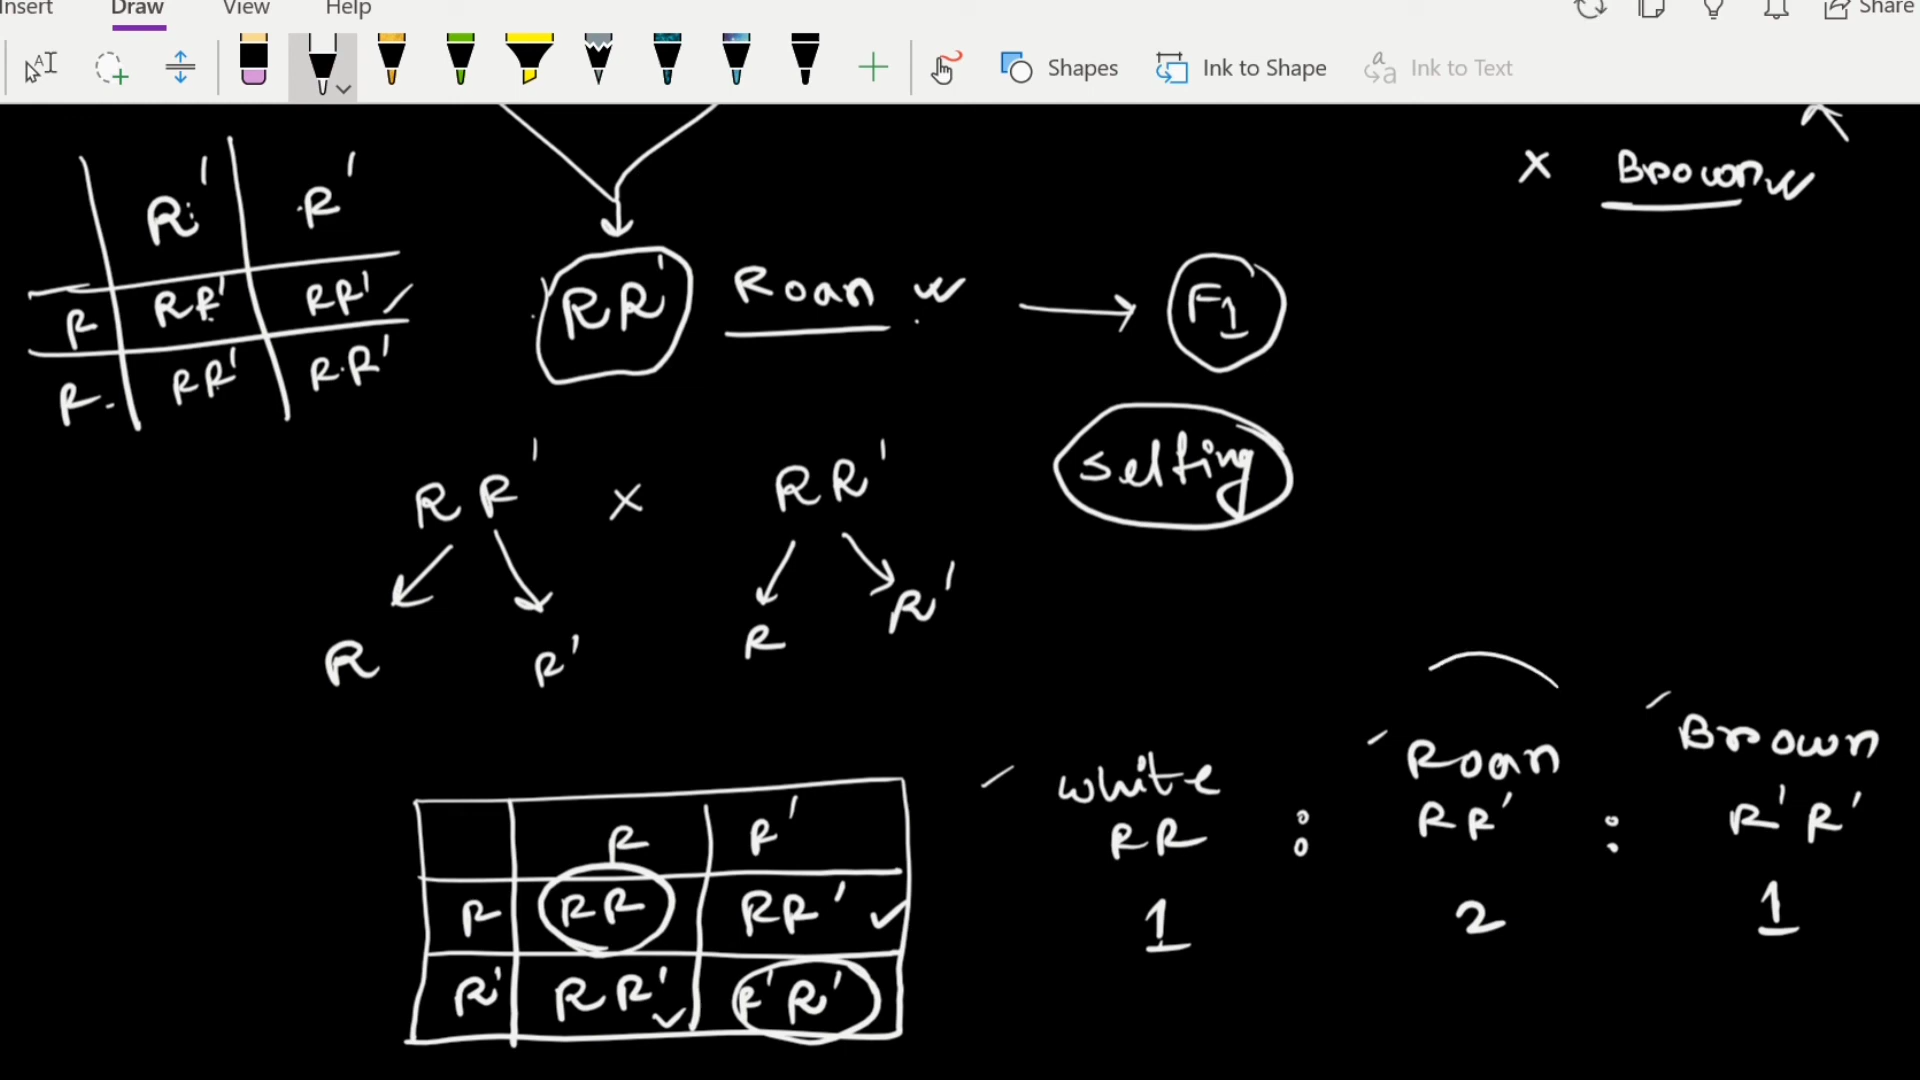 Insert Draw View Help Share
Shapes Ink to Shape Ink to Text
x Brown
R' R'
R RR' RR'
R RR' RR'
RR' Roan → F1
selfing
RR' x RR'
R R' R R'
white Roan Brown
RR : RR' : R'R'
1 2 1
R R'
R RR RR'
R' RR' R'R'